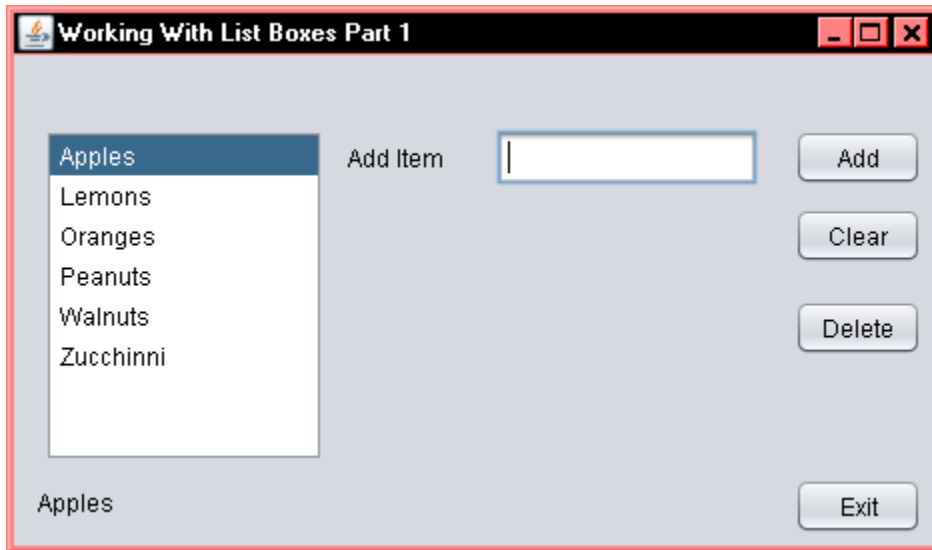 Working With List Boxes Part 1
Apples
Lemons
Oranges
Peanuts
Walnuts
Zucchinni
Add Item
Add
Clear
Delete
Apples
Exit